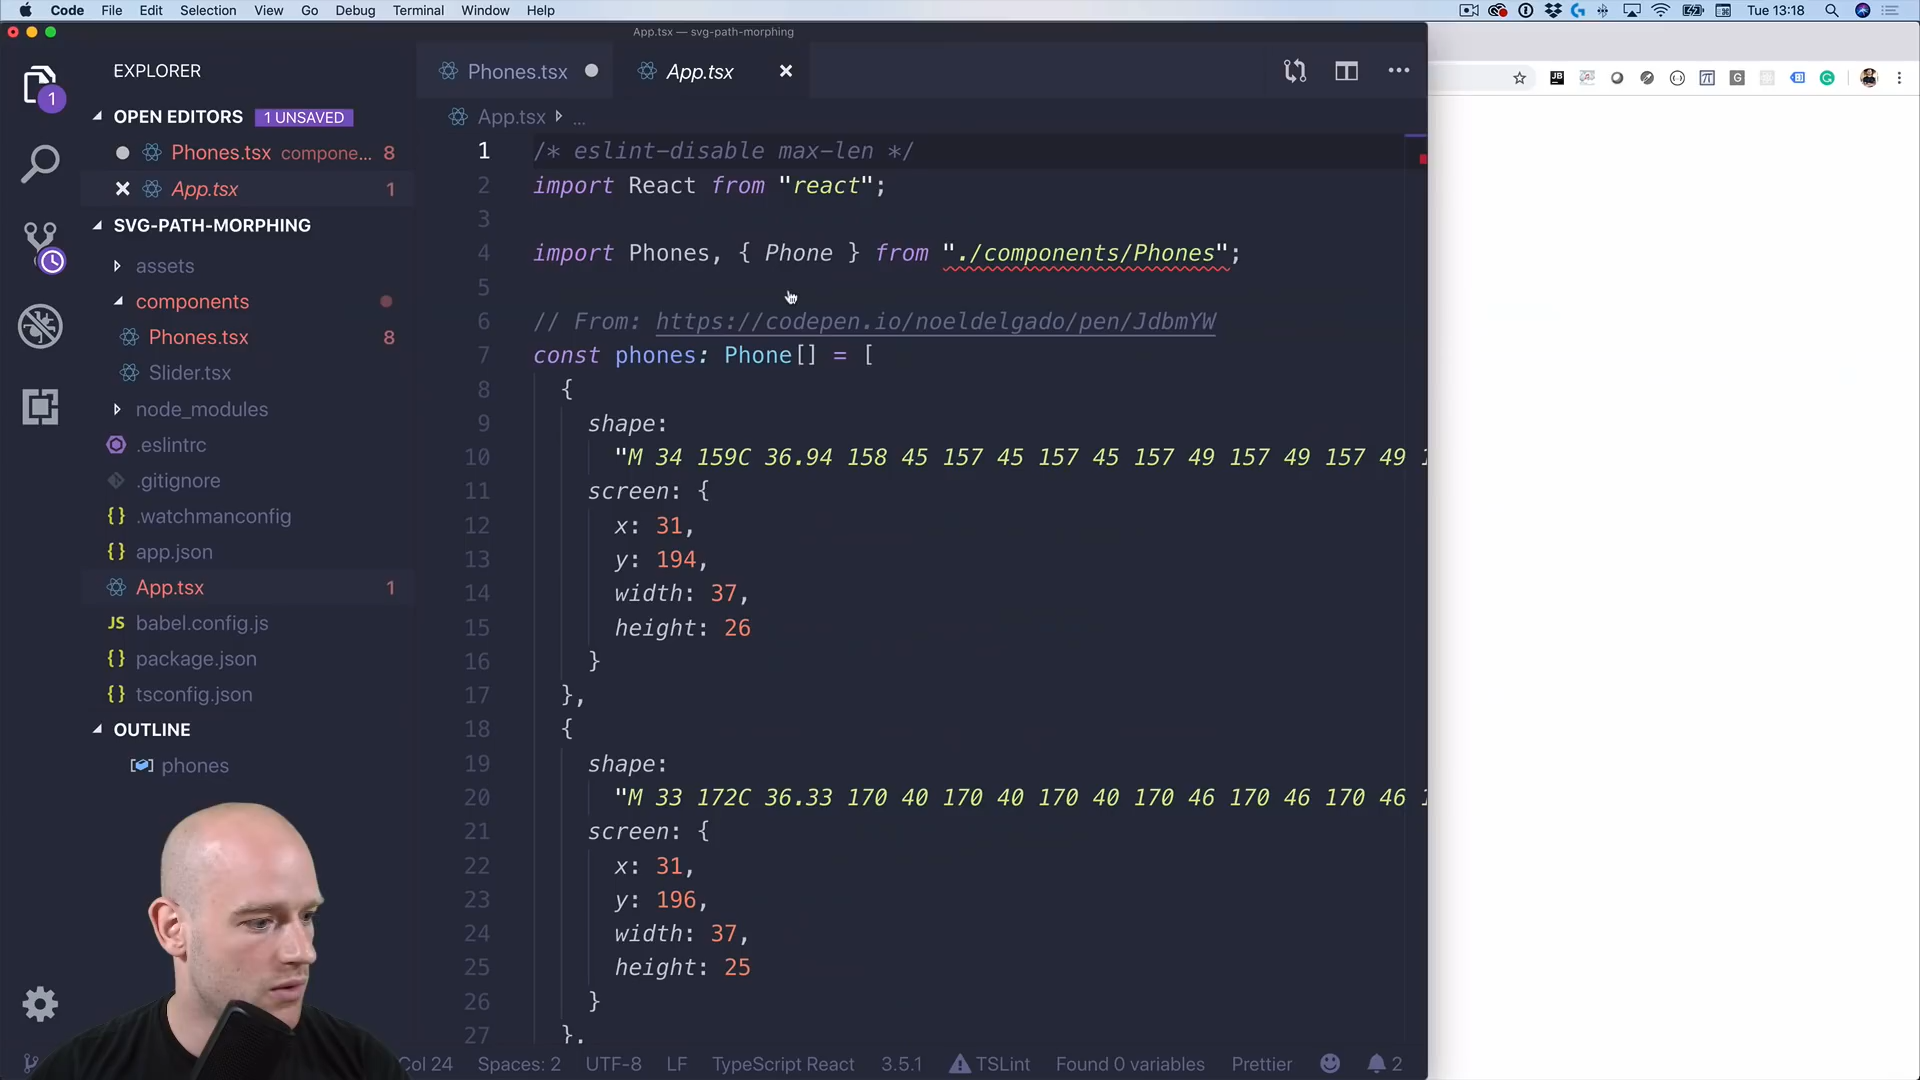 Code File Edit Selection View Go Debug Terminal Window Help
Tue 13:18
App.tsx — svg-path-morphing
EXPLORER
OPEN EDITORS 1 UNSAVED
Phones.tsx compone... 8
App.tsx 1
SVG-PATH-MORPHING
assets
components
Phones.tsx 8
Slider.tsx
node_modules
.eslintrc
.gitignore
.watchmanconfig
{} app.json
App.tsx 1
JS babel.config.js
{} package.json
{} tsconfig.json
OUTLINE
phones
1
Phones.tsx
App.tsx
App.tsx ...
1 /* eslint-disable max-len */
2 import React from "react";
3
4 import Phones, { Phone } from "./components/Phones";
5
6 // From: https://codepen.io/noeldelgado/pen/JdbmYW
7 const phones: Phone[] = [
8 {
9 shape:
10 "M 34 159C 36.94 158 45 157 45 157 45 157 49 157 49 157 49
11 screen: {
12 x: 31,
13 y: 194,
14 width: 37,
15 height: 26
16 }
17 },
18 {
19 shape:
20 "M 33 172C 36.33 170 40 170 40 170 40 170 46 170 46 170 46
21 screen: {
22 x: 31,
23 y: 196,
24 width: 37,
25 height: 25
26 }
27 },
Col 24 Spaces: 2 UTF-8 LF TypeScript React 3.5.1 TSLint Found 0 variables Prettier 2